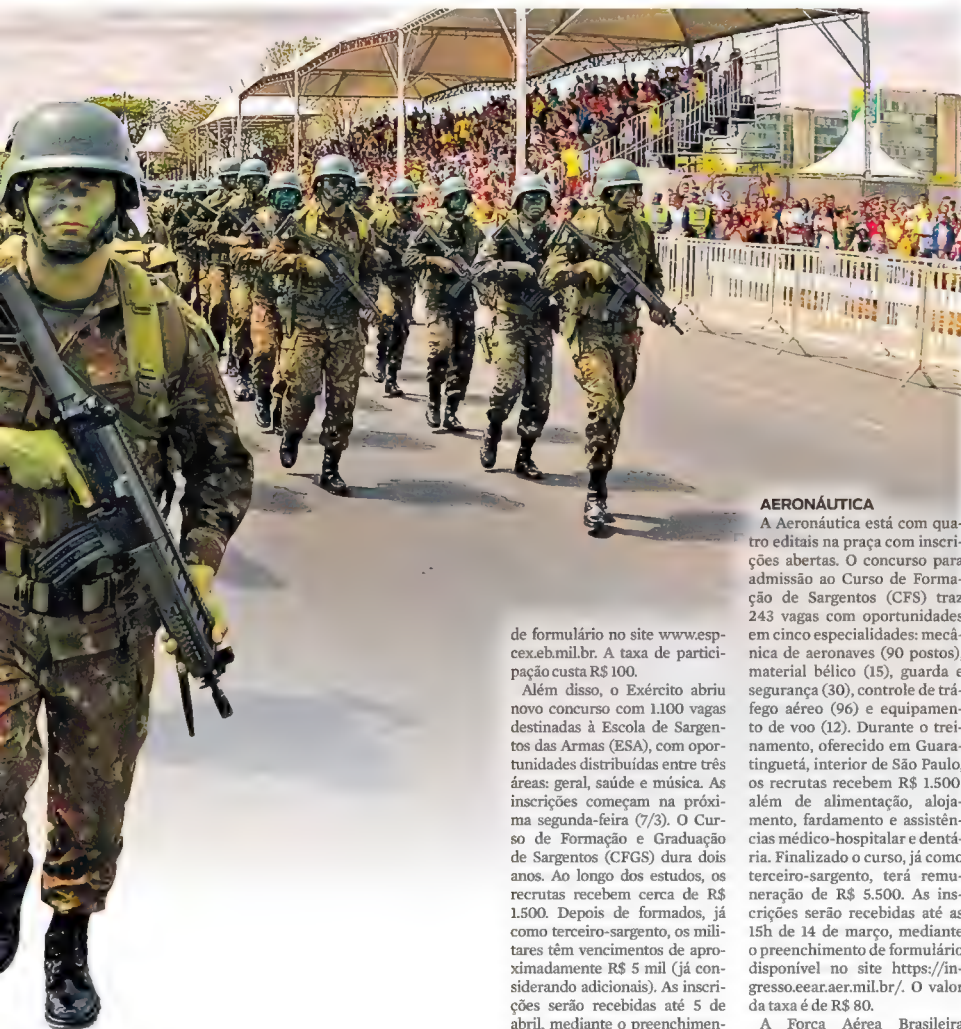 de formulário no site www.esp-
cex.eb.mil.br. A taxa de partici-
pação custa R$ 100.
Além disso, o Exército abriu
novo concurso com 1.100 vagas
destinadas à Escola de Sargen-
tos das Armas (ESA), com opor-
tunidades distribuídas entre três
áreas: geral, saúde e música. As
inscrições começam na próxi-
ma segunda-feira (7/3). O Cur-
so de Formação e Graduação
de Sargentos (CFGS) dura dois
anos. Ao longo dos estudos, os
recrutas recebem cerca de R$
1.500. Depois de formados, já
como terceiro-sargento, os mili-
tares têm vencimentos de apro-
ximadamente R$ 5 mil (já con-
siderando adicionais). As inscri-
ções serão recebidas até 5 de
abril, mediante o preenchimen-
AERONÁUTICA
A Aeronáutica está com qua-
tro editais na praça com inscri-
ções abertas. O concurso para
admissão ao Curso de Forma-
ção de Sargentos (CFS) traz
243 vagas com oportunidades
em cinco especialidades: mecâ-
nica de aeronaves (90 postos),
material bélico (15), guarda e
segurança (30), controle de trá-
fego aéreo (96) e equipamen-
to de voo (12). Durante o trei-
namento, oferecido em Guara-
tinguetá, interior de São Paulo,
os recrutas recebem R$ 1.500,
além de alimentação, aloja-
mento, fardamento e assistên-
cias médico-hospitalar e dentá-
ria. Finalizado o curso, já como
terceiro-sargento, terá remu-
neração de R$ 5.500. As ins-
crições serão recebidas até as
15h de 14 de março, mediante
o preenchimento de formulário
disponível no site https://in-
gresso.eear.aer.mil.br/. O valor
da taxa é de R$ 80.
A Força Aérea Brasileira